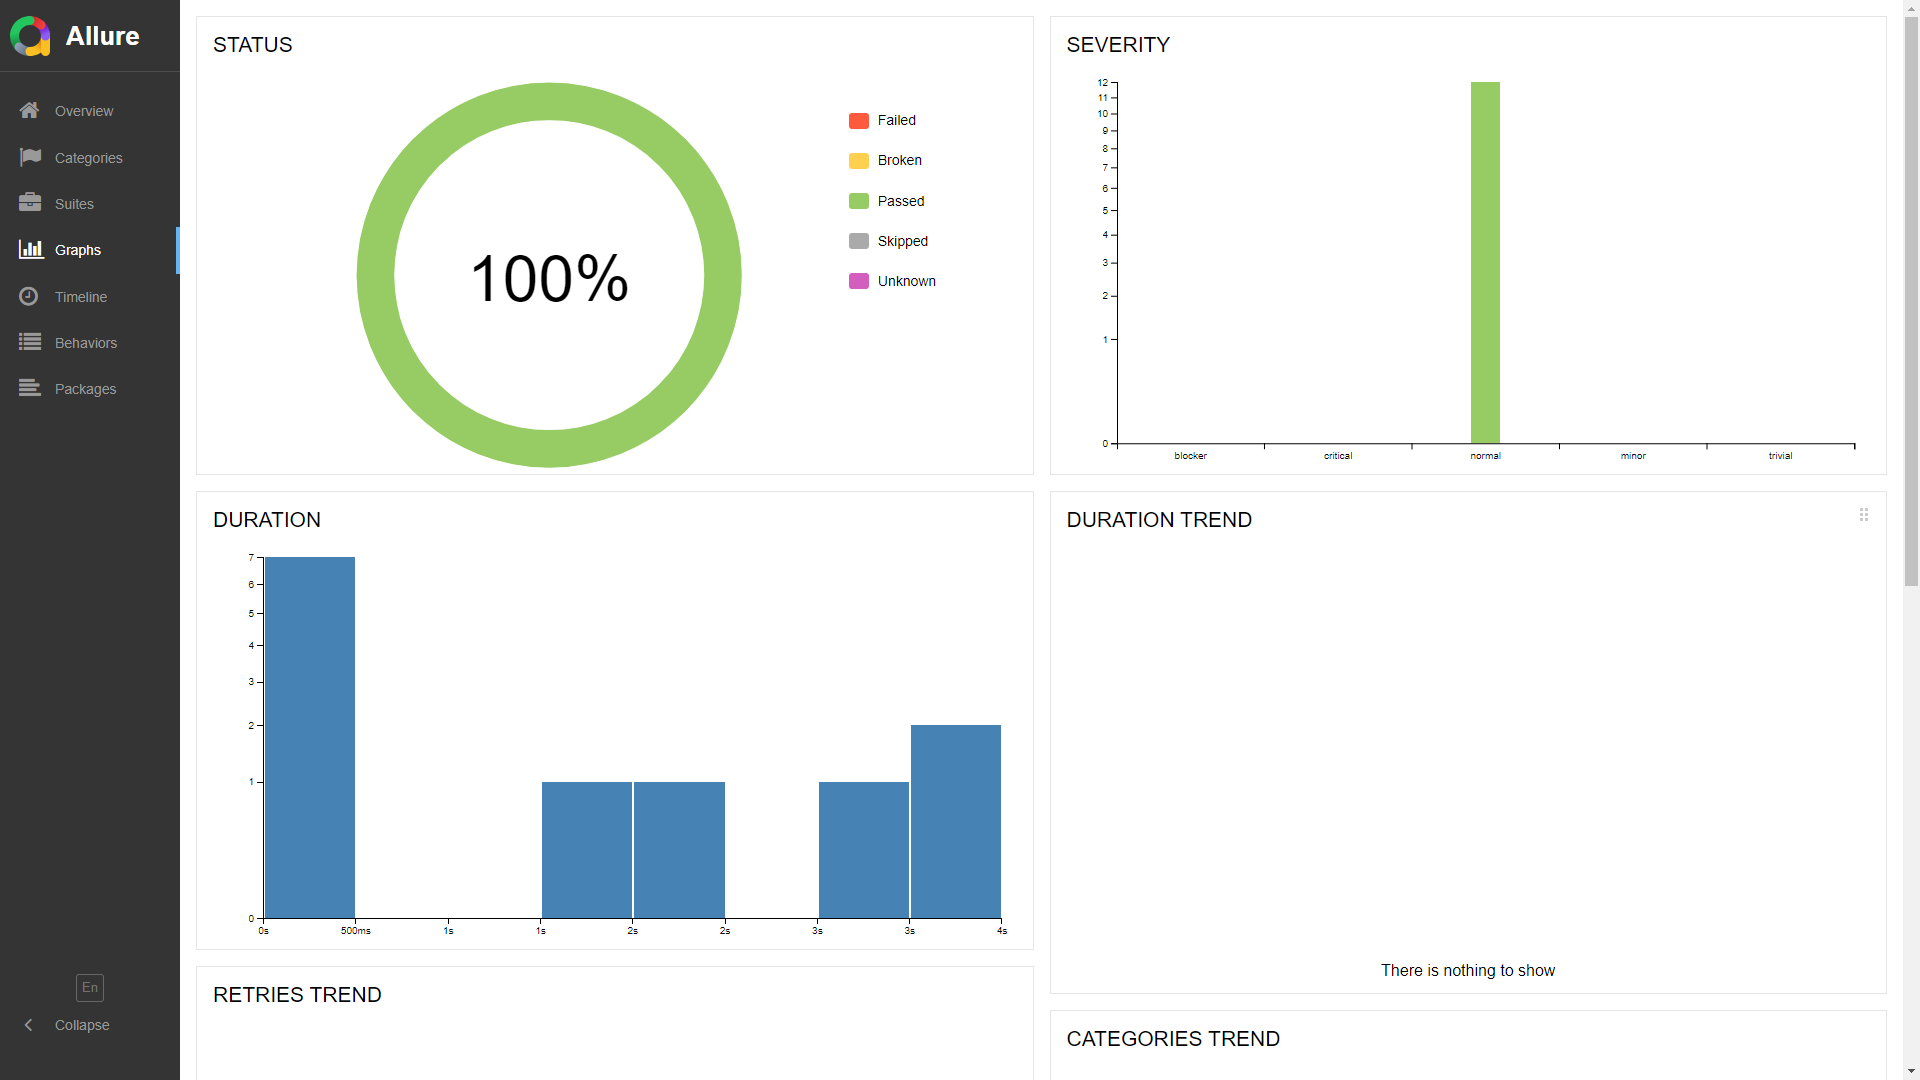 Allure
Overview
Categories
Suites
Graphs
Timeline
Behaviors
Packages
En
Collapse
STATUS
100%
Failed
Broken
Passed
Skipped
Unknown
SEVERITY
12
11
10
9
8
7
6
5
4
3
2
1
0
blocker critical normal minor trivial
DURATION
7
6
5
4
3
2
1
0
0s 500ms 1s 1s 2s 2s 3s 3s 4s
DURATION TREND
There is nothing to show
RETRIES TREND
CATEGORIES TREND